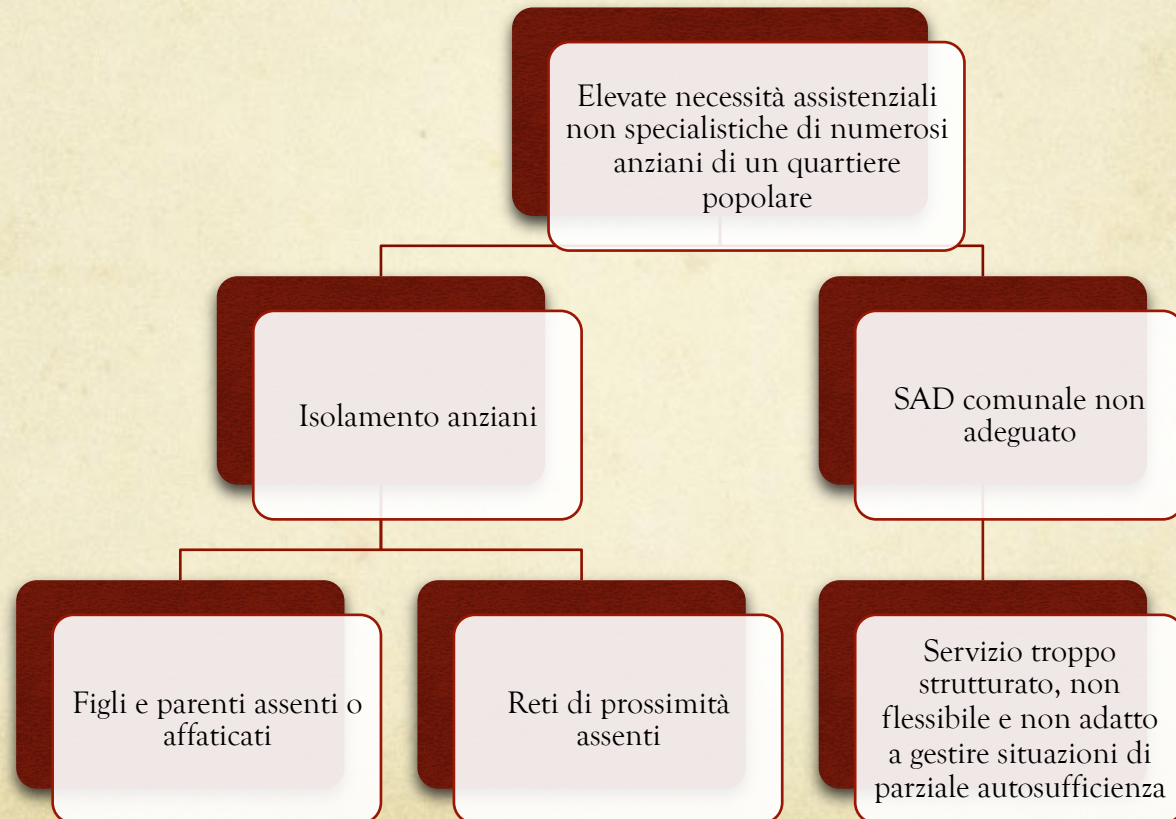 Elevate necessità assistenziali
non specialistiche di numerosi
anziani di un quartiere
popolare
Isolamento anziani
SAD comunale non
adeguato
Figli e parenti assenti o
affaticati
Reti di prossimità
assenti
Servizio troppo
strutturato, non
flessibile e non adatto
a gestire situazioni di
parziale autosufficienza